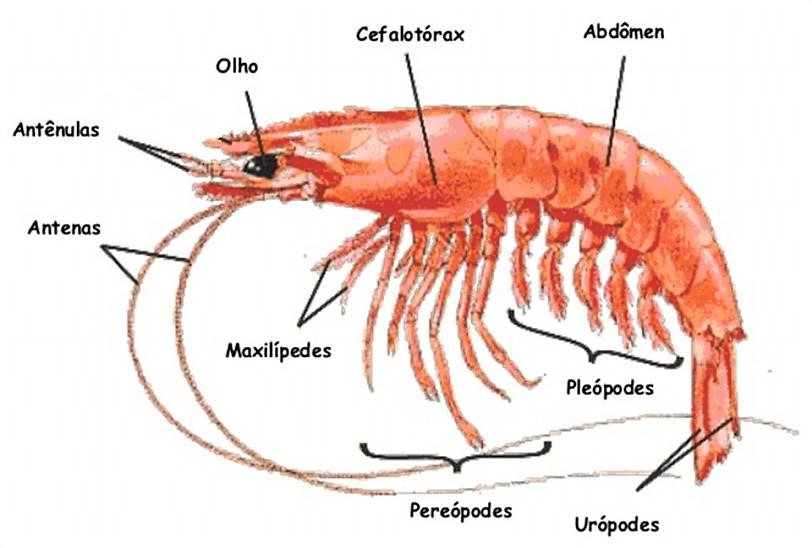 Cefalotórax
Abdômen
Olho
Antênulas
Antenas
Maxilípedes
Pleópodes
Pereópodes
Urópodes